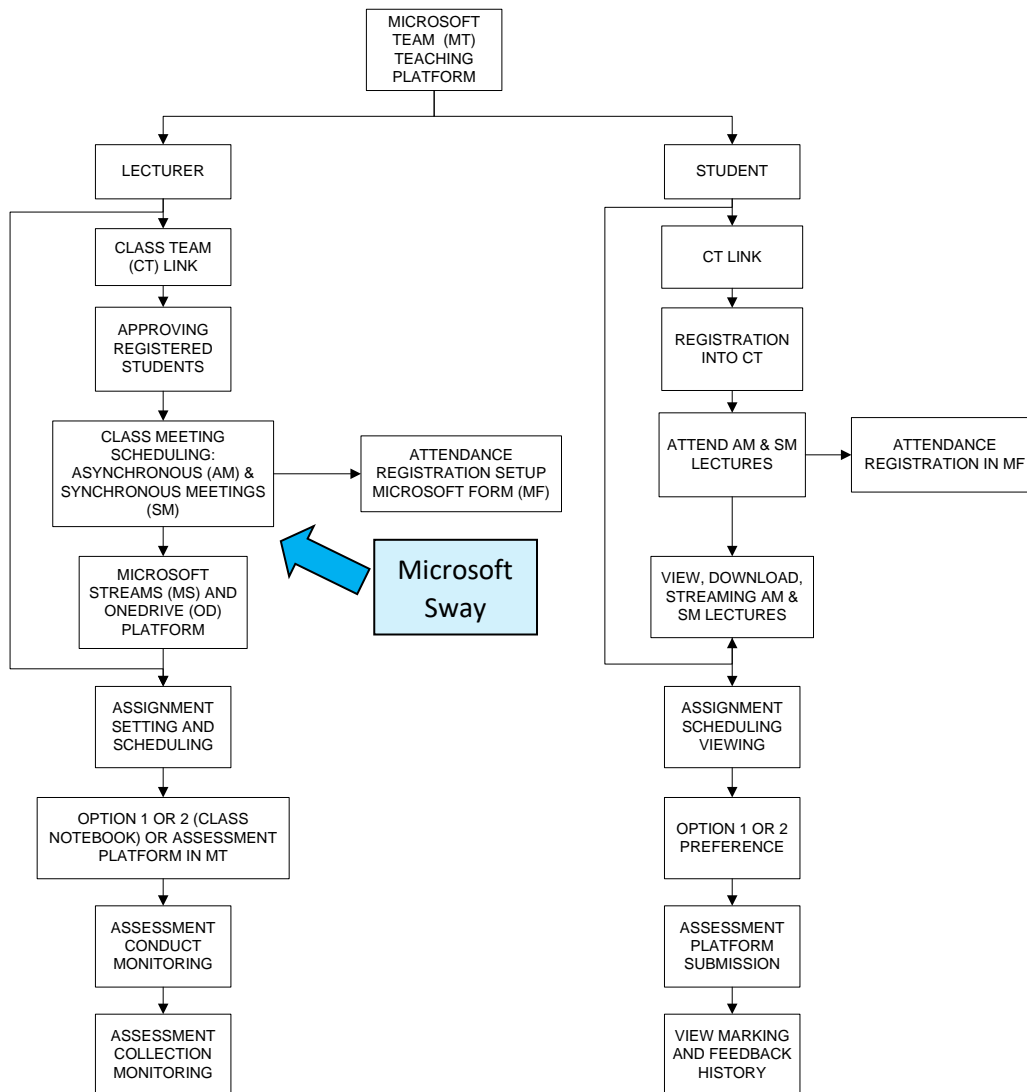 MICROSOFT
TEAM (MT)
TEACHING
PLATFORM
LECTURER
CLASS TEAM
(CT) LINK
APPROVING
REGISTERED
STUDENTS
CLASS MEETING
SCHEDULING:
ASYNCHRONOUS (AM) &
SYNCHRONOUS MEETINGS
(SM)
ATTENDANCE
REGISTRATION SETUP
MICROSOFT FORM (MF)
Microsoft
Sway
MICROSOFT
STREAMS (MS) AND
ONEDRIVE (OD)
PLATFORM
ASSIGNMENT
SETTING AND
SCHEDULING
OPTION 1 OR 2 (CLASS
NOTEBOOK) OR ASSESSMENT
PLATFORM IN MT
ASSESSMENT
CONDUCT
MONITORING
ASSESSMENT
COLLECTION
MONITORING
STUDENT
CT LINK
REGISTRATION
INTO CT
ATTEND AM & SM
LECTURES
ATTENDANCE
REGISTRATION IN MF
VIEW, DOWNLOAD,
STREAMING AM &
SM LECTURES
ASSIGNMENT
SCHEDULING
VIEWING
OPTION 1 OR 2
PREFERENCE
ASSESSMENT
PLATFORM
SUBMISSION
VIEW MARKING
AND FEEDBACK
HISTORY